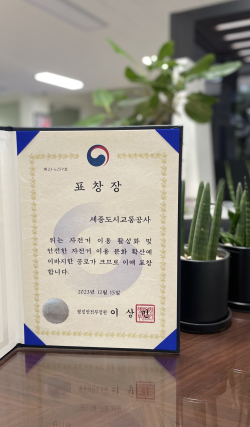 표 창 장
세종도시교통공사
위는 자전거 이용 활성화 및
안전한 자전거 이용 문화 확산에
이바지한 공로가 크므로 이에 표창
합니다.
2023년 12월 15일
행정안전부장관 이 상 민